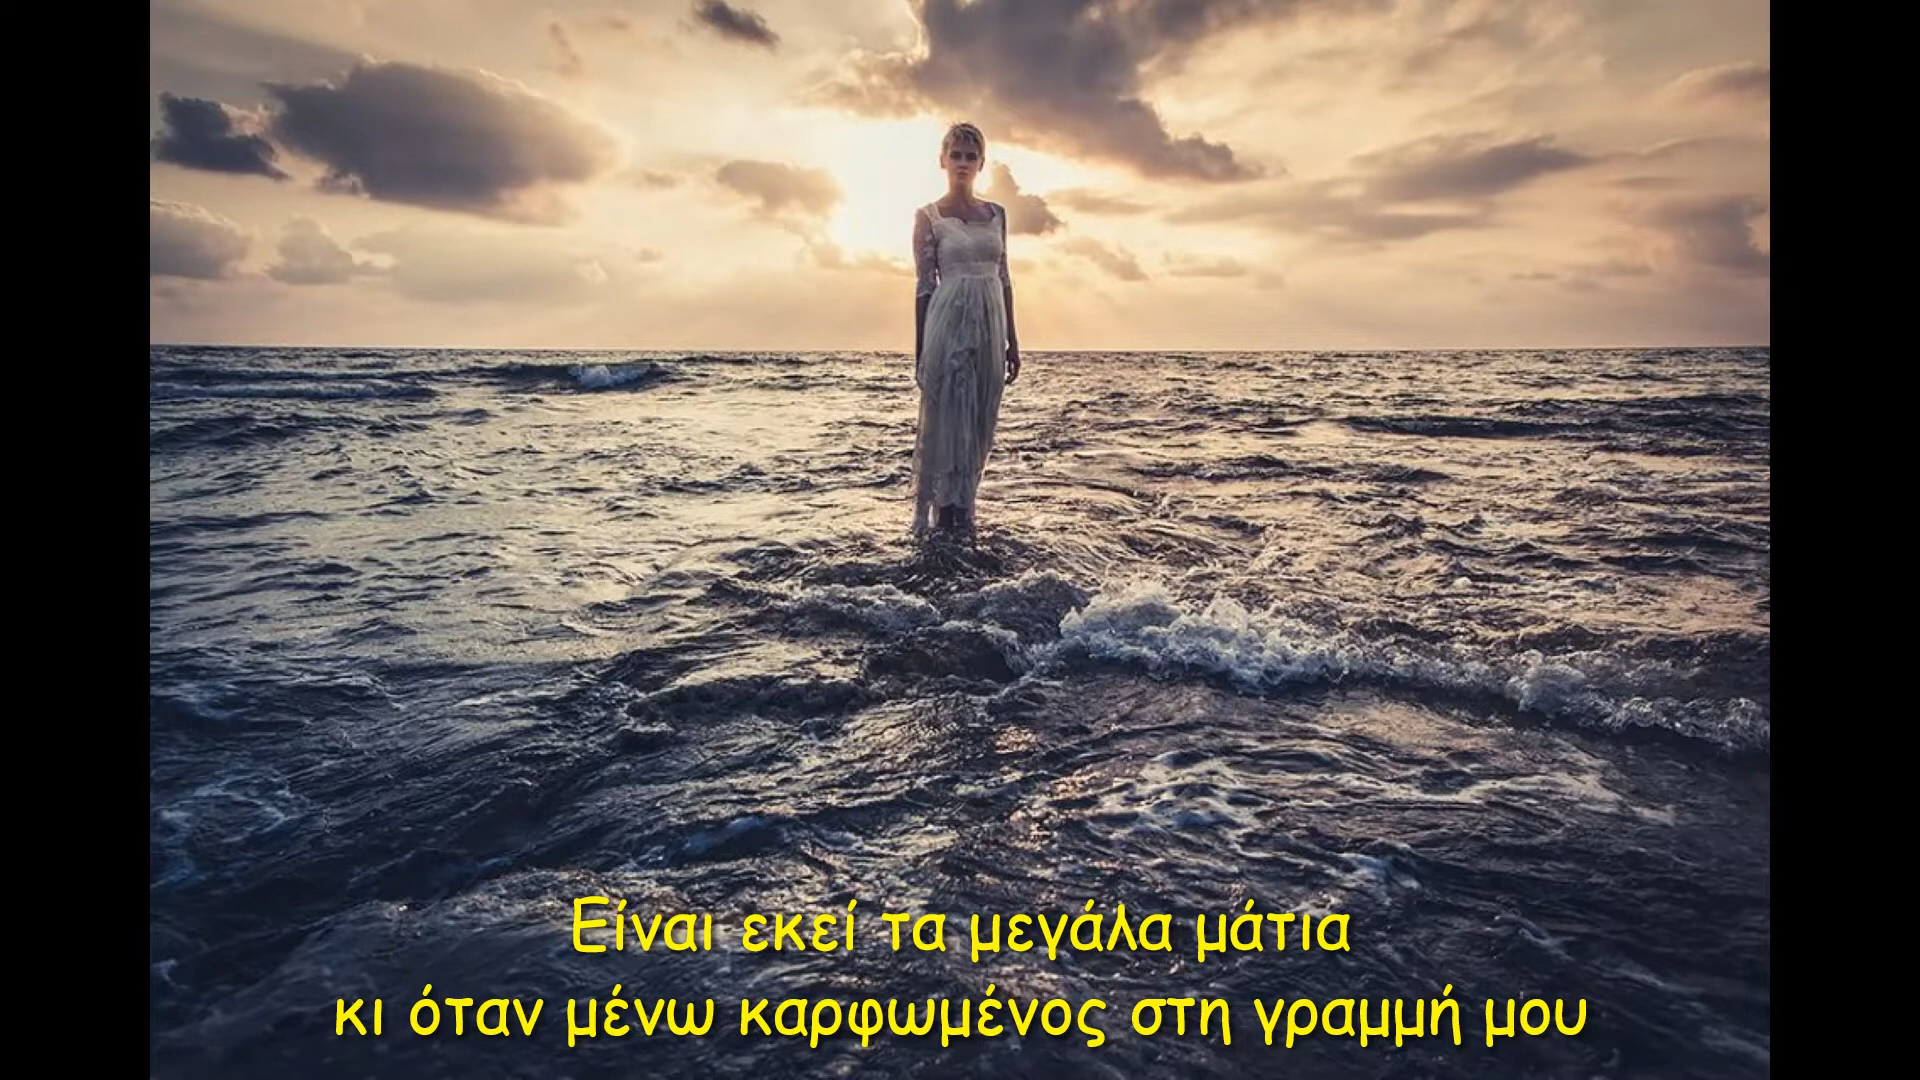 Είναι εκεί τα μεγάλα μάτια
κι όταν μένω καρφωμένος στη γραμμή μου